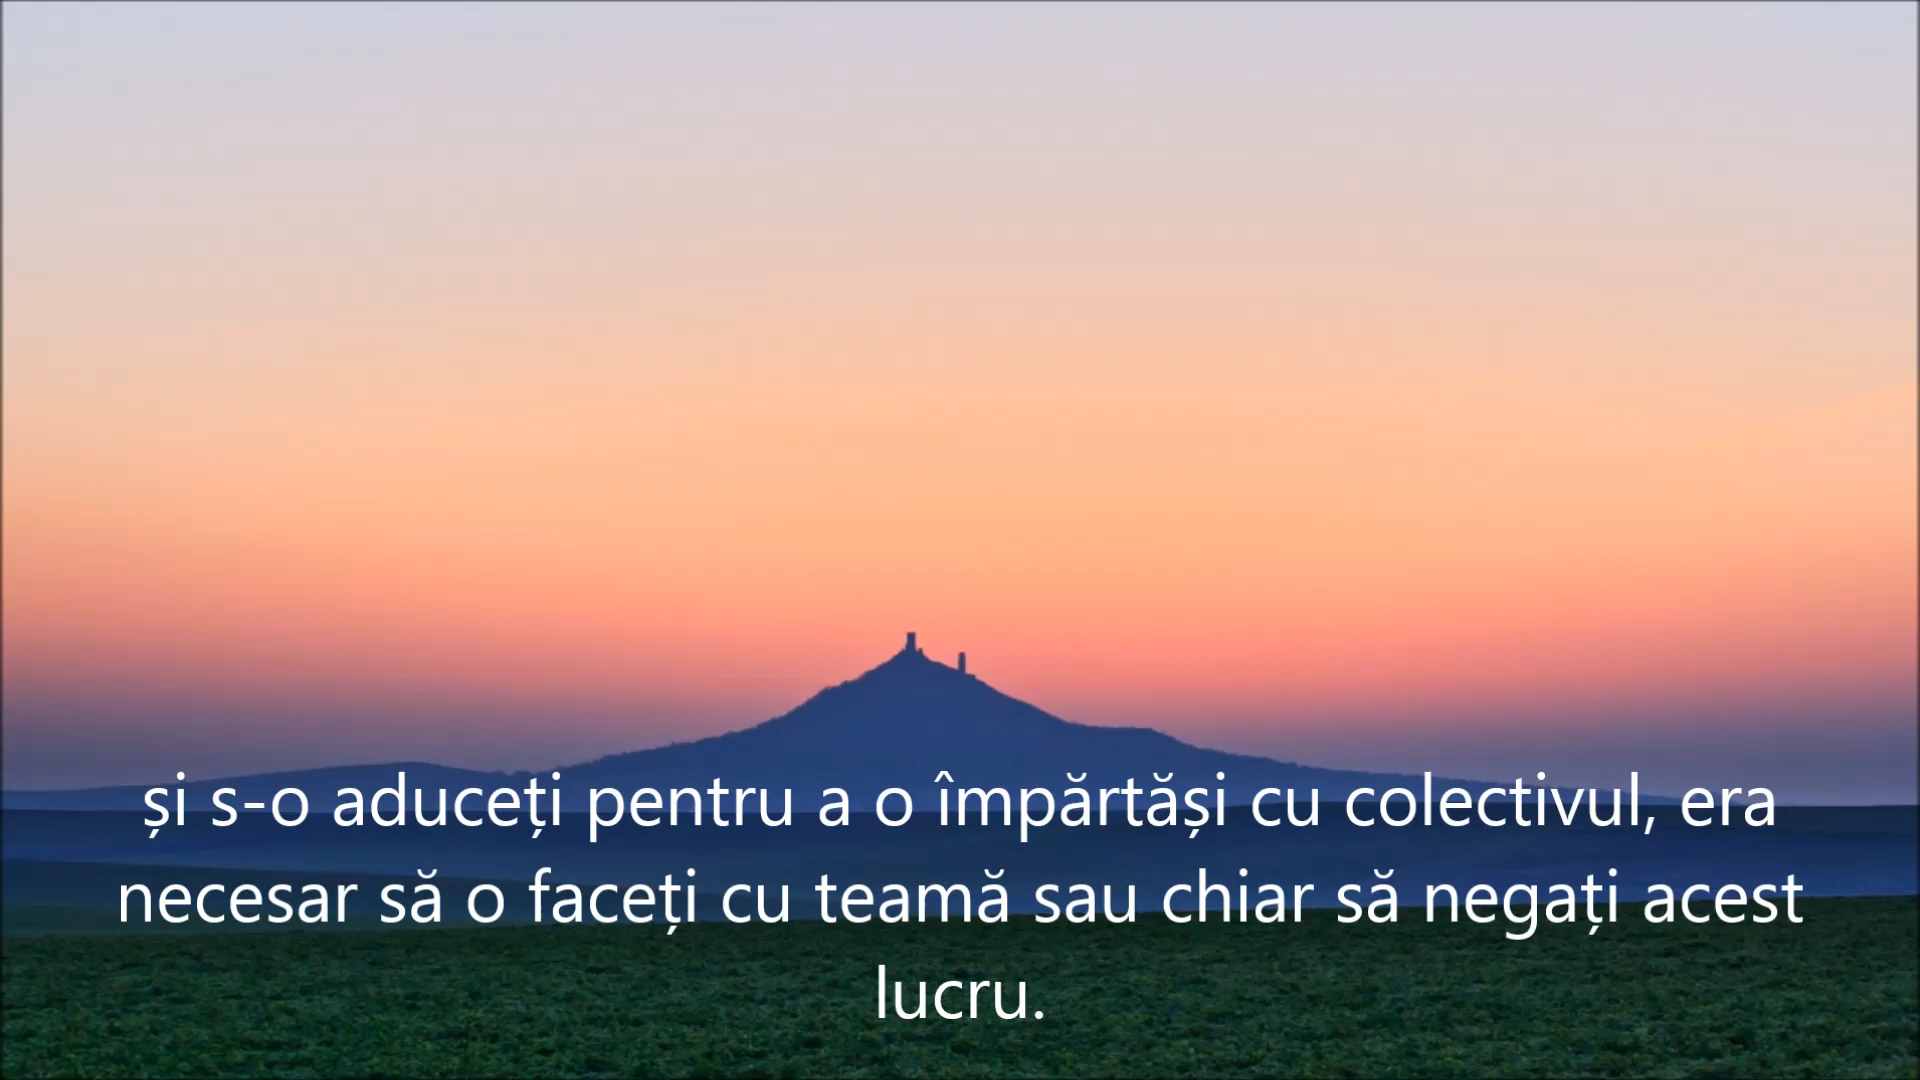 și s-o aduceți pentru a o împărtăși cu colectivul, era
necesar să o faceți cu teamă sau chiar să negați acest
lucru.